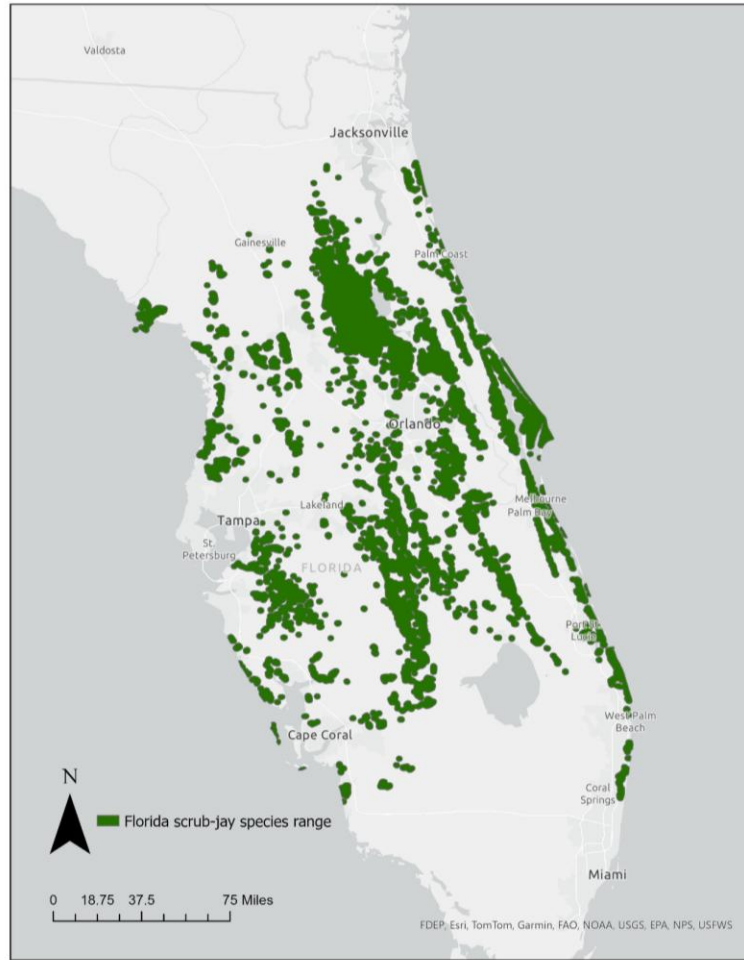 Valdosta
Jacksonville
Gainesville
Palm Coast
Orlando
Lakeland
Melbourne
Palm Bay
Tampa
St.
Petersburg
FLORIDA
Port St.
Lucie
West Palm
Beach
Cape Coral
Coral
Springs
Miami
N
Florida scrub-jay species range
0 18.75 37.5 75 Miles
FDEP, Esri, TomTom, Garmin, FAO, NOAA, USGS, EPA, NPS, USFWS